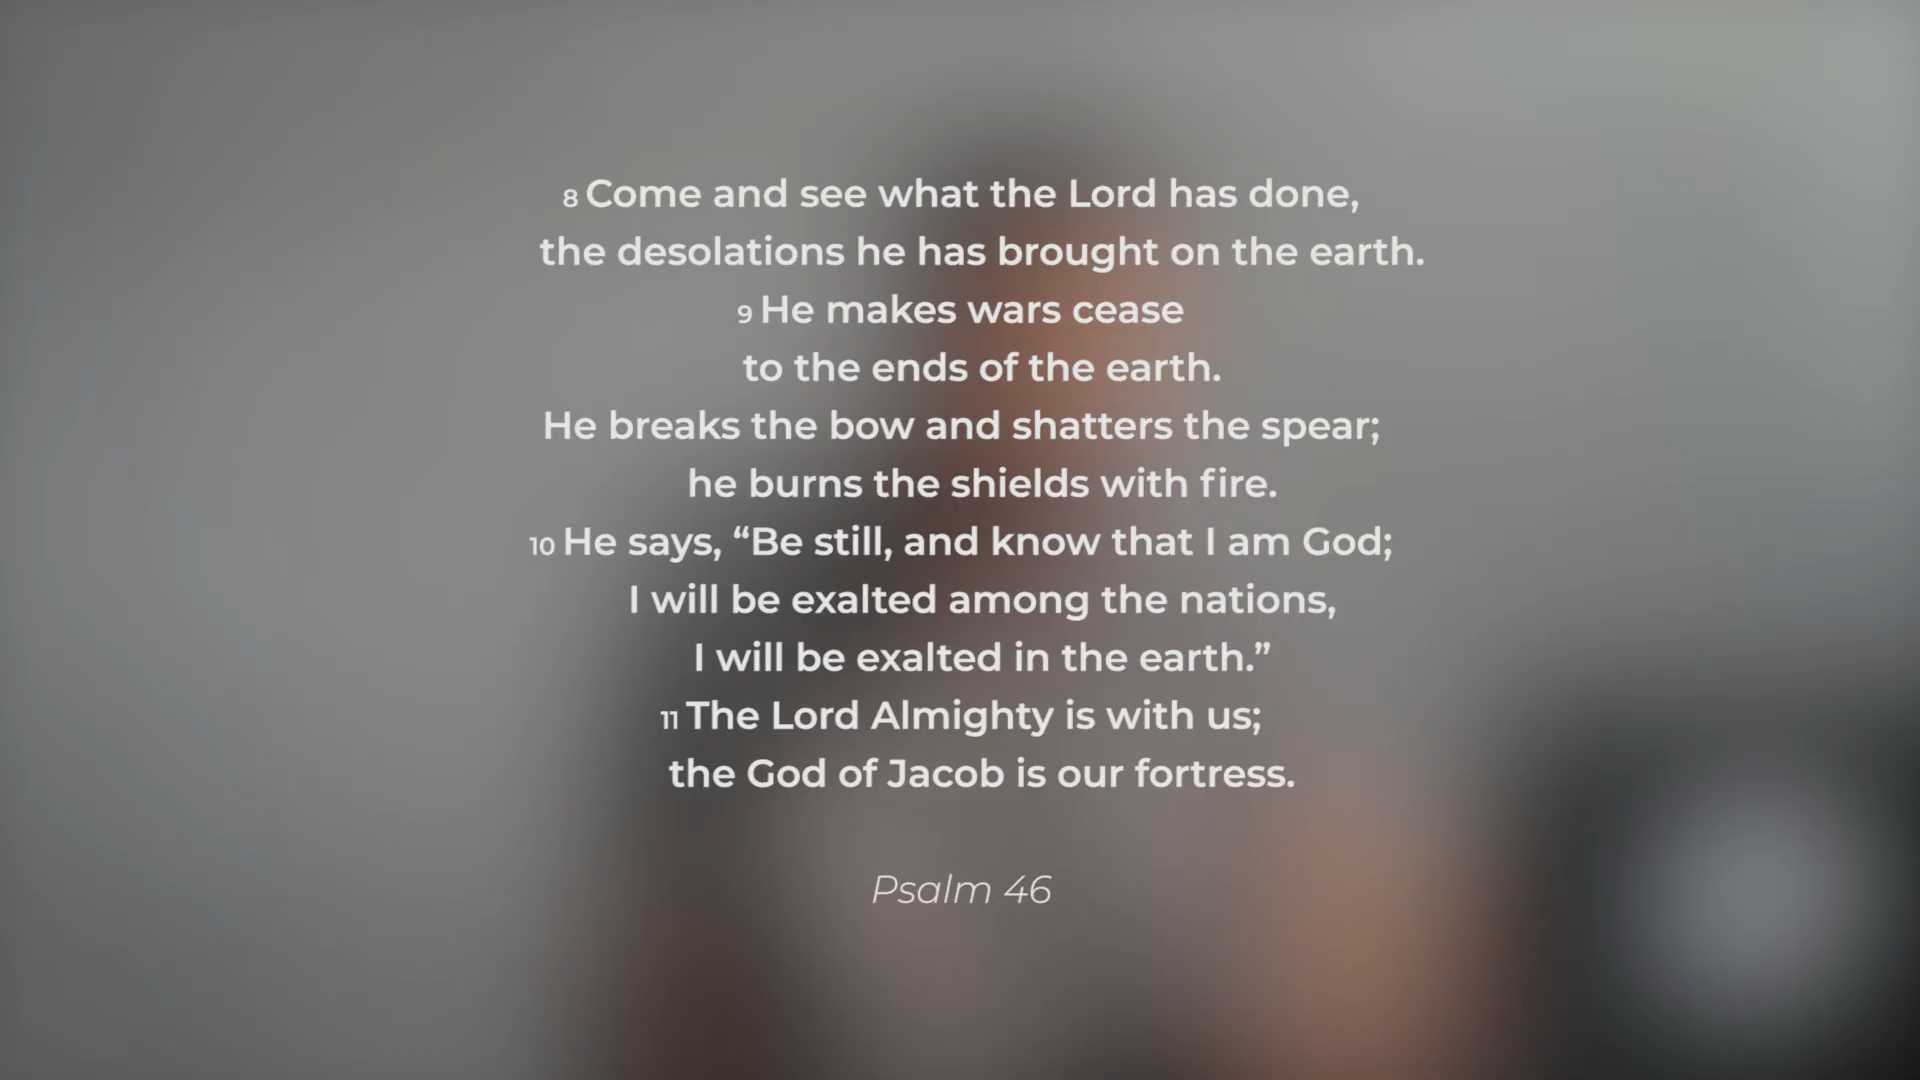 8 Come and see what the Lord has done,
the desolations he has brought on the earth.
9 He makes wars cease
to the ends of the earth.
He breaks the bow and shatters the spear;
he burns the shields with fire.
10 He says, “Be still, and know that I am God;
I will be exalted among the nations,
I will be exalted in the earth.”
11 The Lord Almighty is with us;
the God of Jacob is our fortress.
Psalm 46